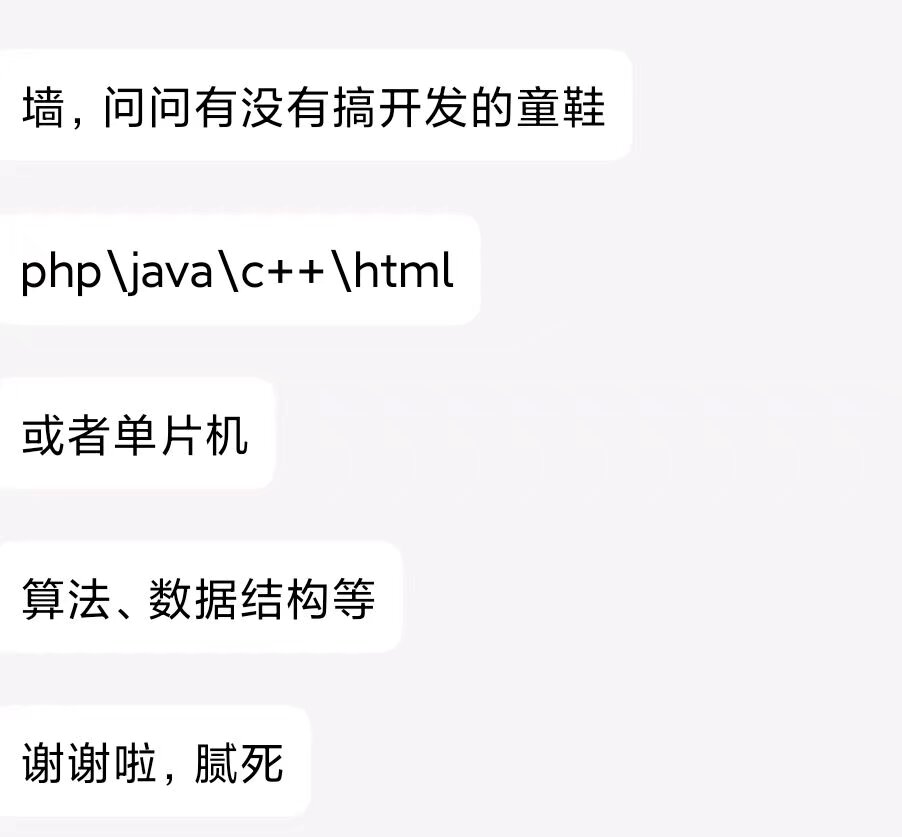 墙，问问有没有搞开发的童鞋
php\java\c++\html
或者单片机
算法、数据结构等
谢谢啦，腻死